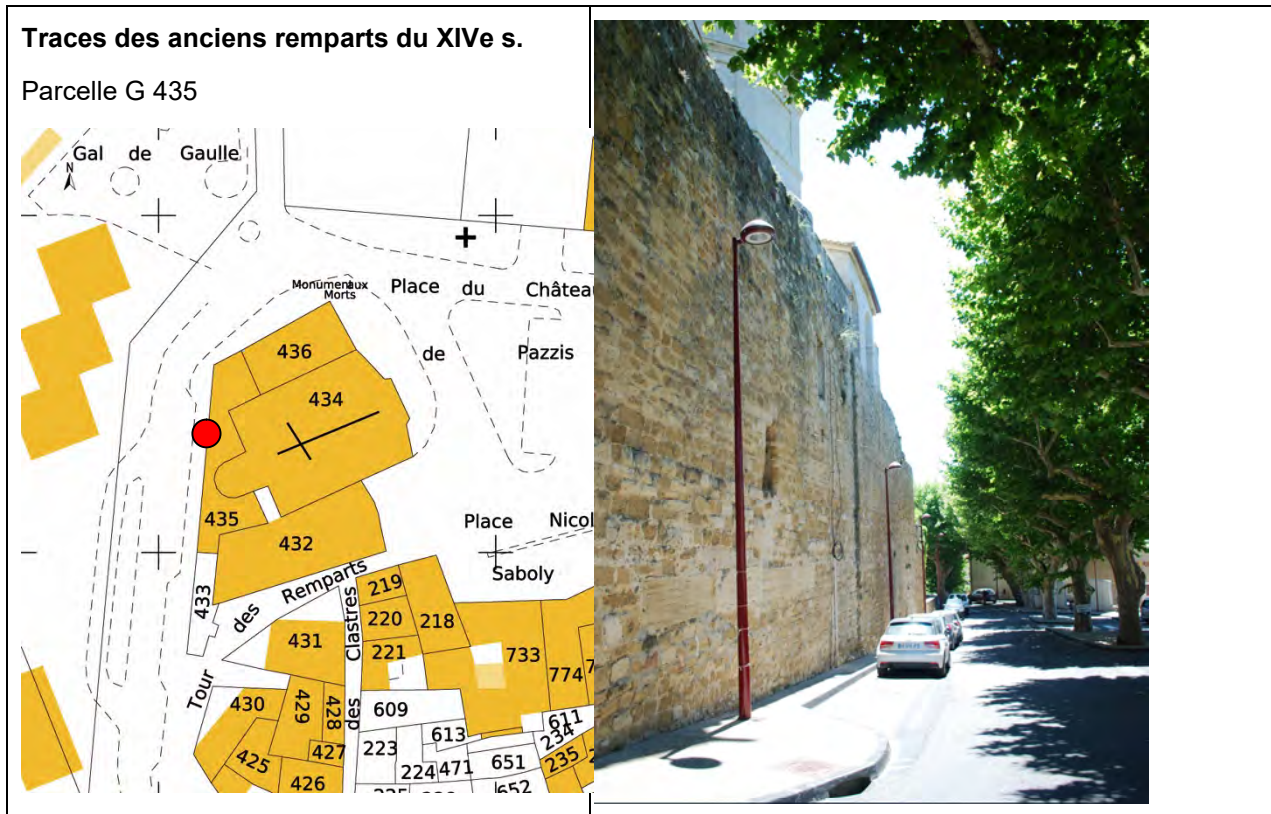 Traces des anciens remparts du XIVe s.
Parcelle G 435
Gal de Gaulle
N
Monumenaux
Morts
Place du Château
436
de Pazzis
434
435
432
Place Nicol
Saboly
433
des Remparts
Tour
219
220
218
221
Clastres
des
431
733
774
7
430
429
428
427
425
426
609
611
613
223
224
471
651
234
235
652